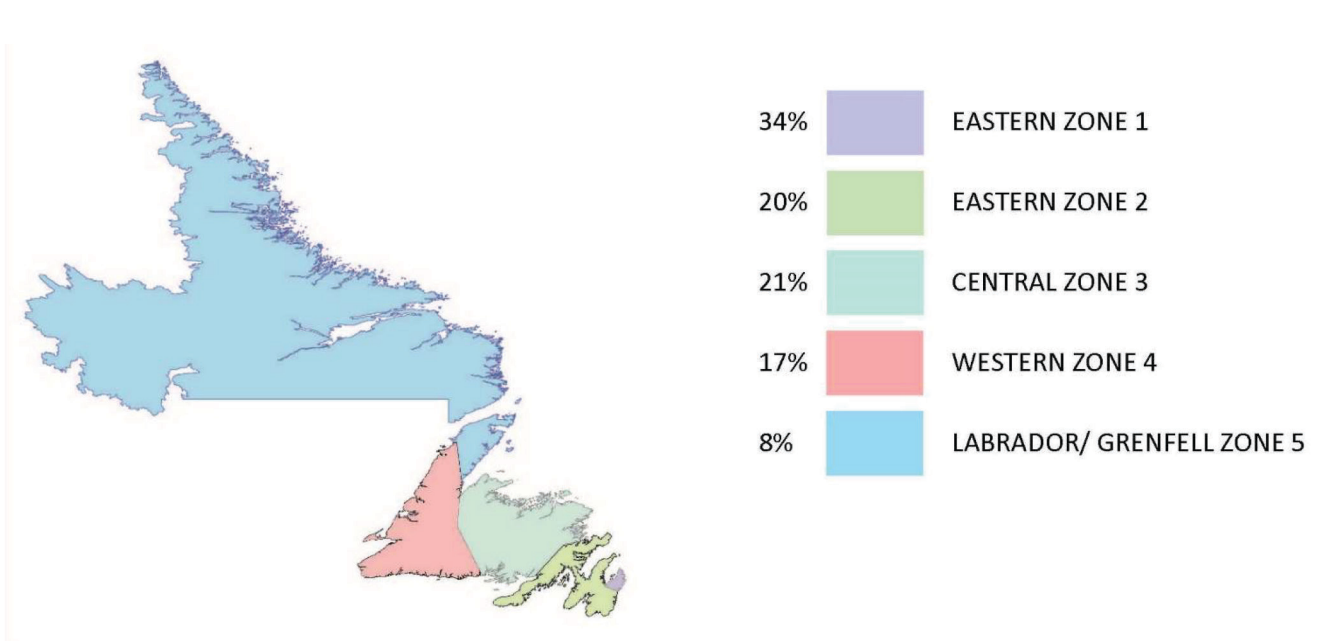 34% EASTERN ZONE 1
20% EASTERN ZONE 2
21% CENTRAL ZONE 3
17% WESTERN ZONE 4
8% LABRADOR/ GRENFELL ZONE 5